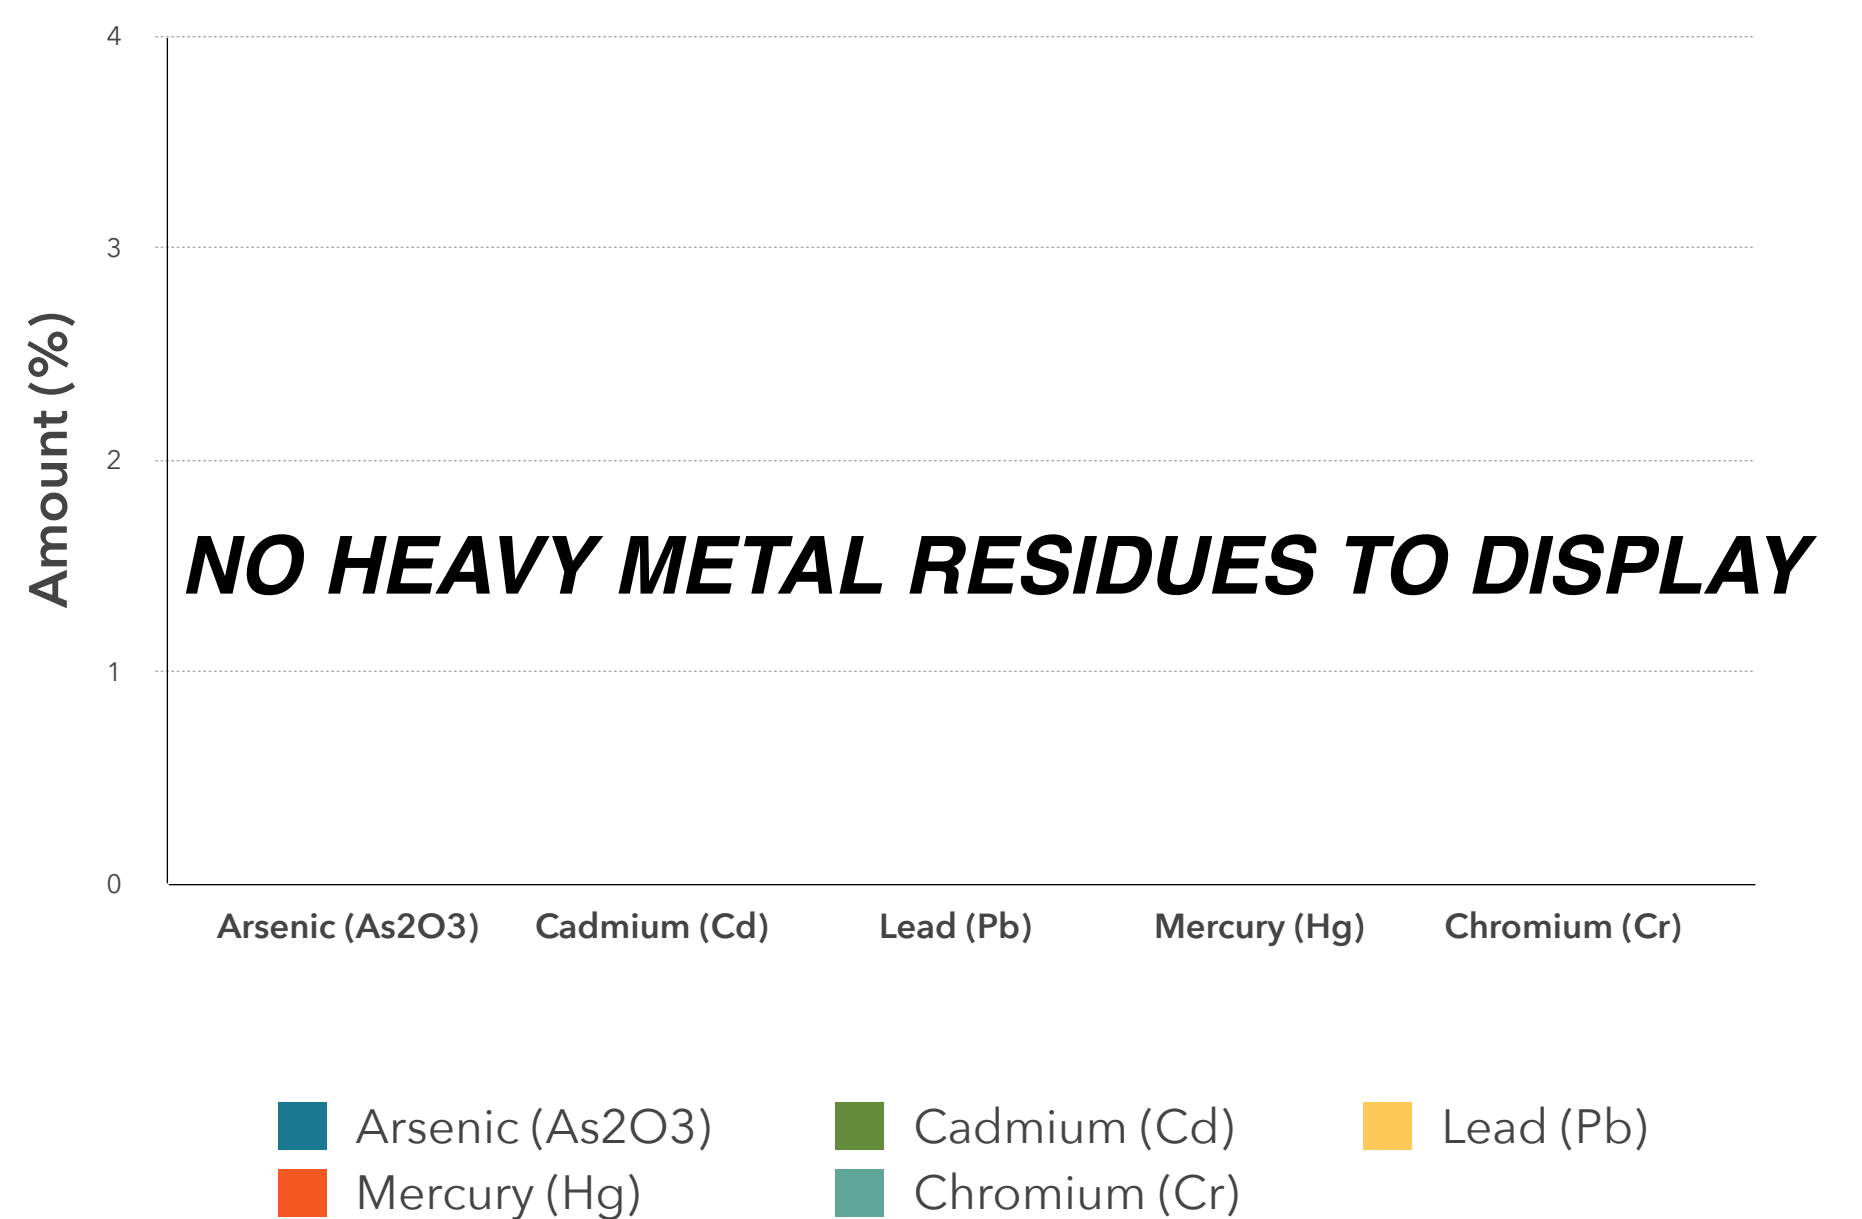 4
3
2
1
0
Amount (%)
NO HEAVY METAL RESIDUES TO DISPLAY
Arsenic (As2O3) Cadmium (Cd) Lead (Pb) Mercury (Hg) Chromium (Cr)
Arsenic (As2O3) Cadmium (Cd) Lead (Pb)
Mercury (Hg) Chromium (Cr)